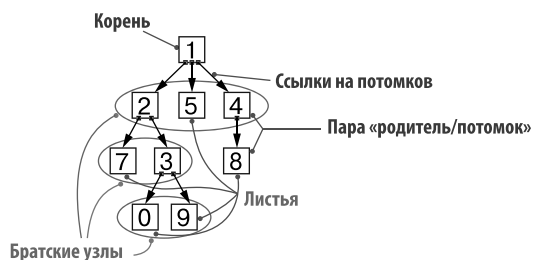 Корень
1
Ссылки на потомков
2 5 4
Пара «родитель/потомок»
7 3 8
Листья
0 9
Братские узлы